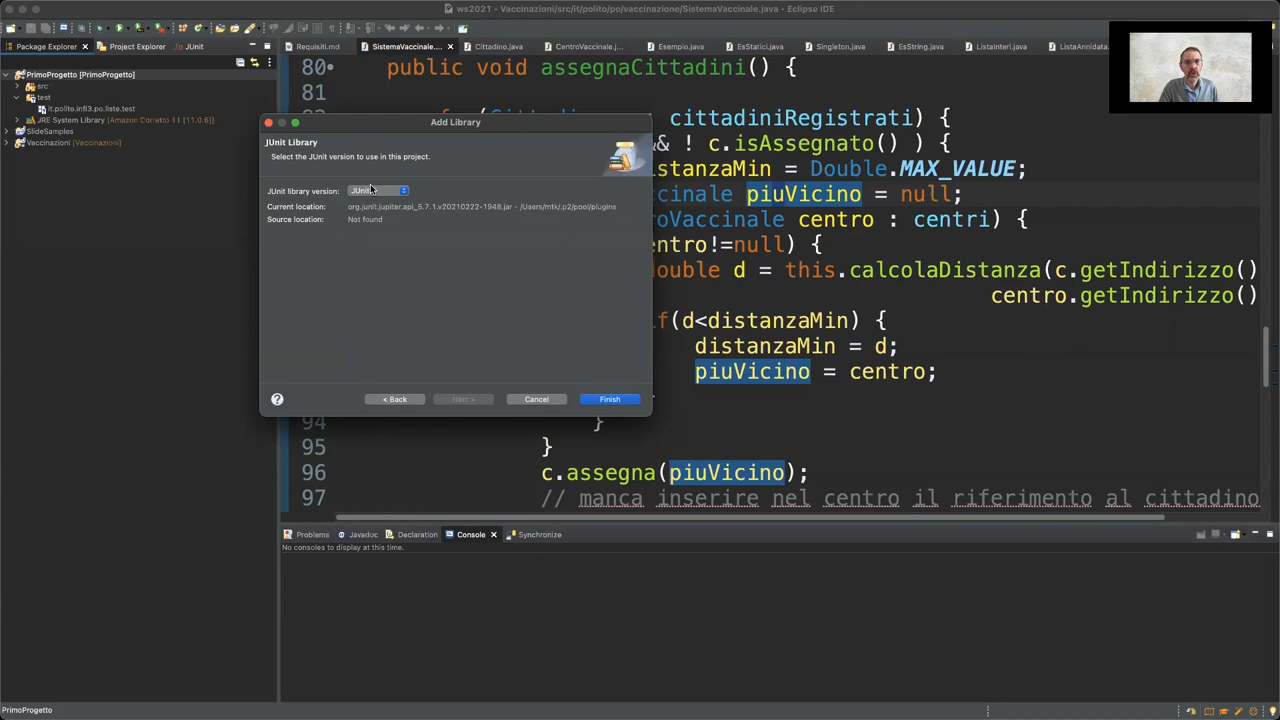 ws2021 - Vaccinazioni/src/it/polito/po/vaccinazione/SistemaVaccinale.java - Eclipse IDE
Package Explorer
Project Explorer
JUnit
Requisiti.md
SistemaVaccinale....
Cittadino.java
CentroVaccinale.j...
Esempio.java
EsStatici.java
Singleton.java
EsString.java
ListaInteri.java
ListaAnnidata.
PrimoProgetto [PrimoProgetto]
src
test
it.polito.infl3.po.liste.test
JRE System Library [Amazon Corretto 11 [11.0.6]
SlideSamples
Vaccinazioni [Vaccinazioni]
80 public void assegnaCittadini() {
81
cittadiniRegistrati) {
&& ! c.isAssegnato() ) {
istanzaMin = Double.MAX_VALUE;
ccinale piuVicino = null;
roVaccinale centro : centri) {
entro!=null) {
double d = this.calcolaDistanza(c.getIndirizzo()
centro.getIndirizzo()
if(d<distanzaMin) {
distanzaMin = d;
piuVicino = centro;
94 }
95 }
96 c.assegna(piuVicino);
97 // manca inserire nel centro il riferimento al cittadino
Add Library
JUnit Library
Select the JUnit version to use in this project.
JUnit library version: JUnit
Current location: org.junit.jupiter.api_5.7.1.v20210222-1948.jar - /Users/mtk/.p2/pool/plugins
Source location: Not found
?
< Back
Next >
Cancel
Finish
Problems
Javadoc
Declaration
Console
Synchronize
No consoles to display at this time.
PrimoProgetto